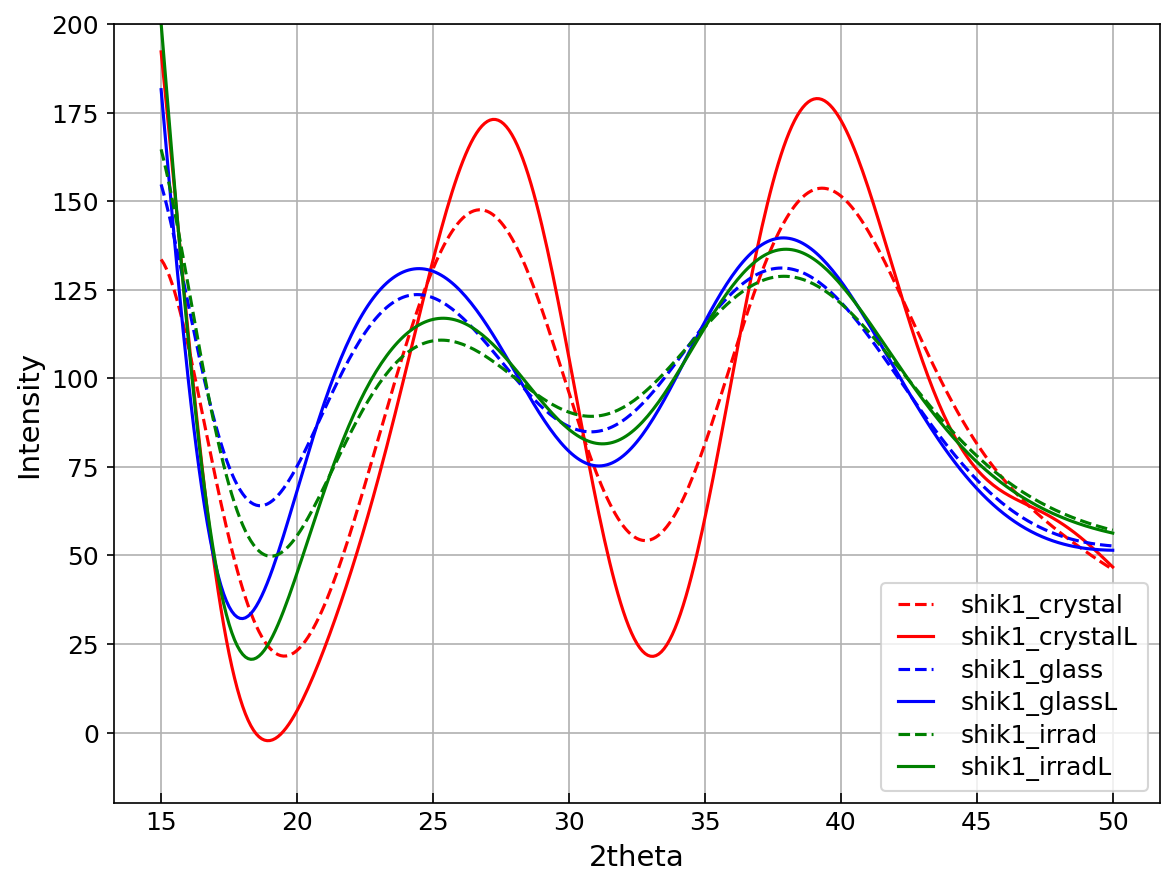 200
175
150
125
100
75
50
25
0
Intensity
15 20 25 30 35 40 45 50
2theta
shik1_crystal
shik1_crystalL
shik1_glass
shik1_glassL
shik1_irrad
shik1_irradL